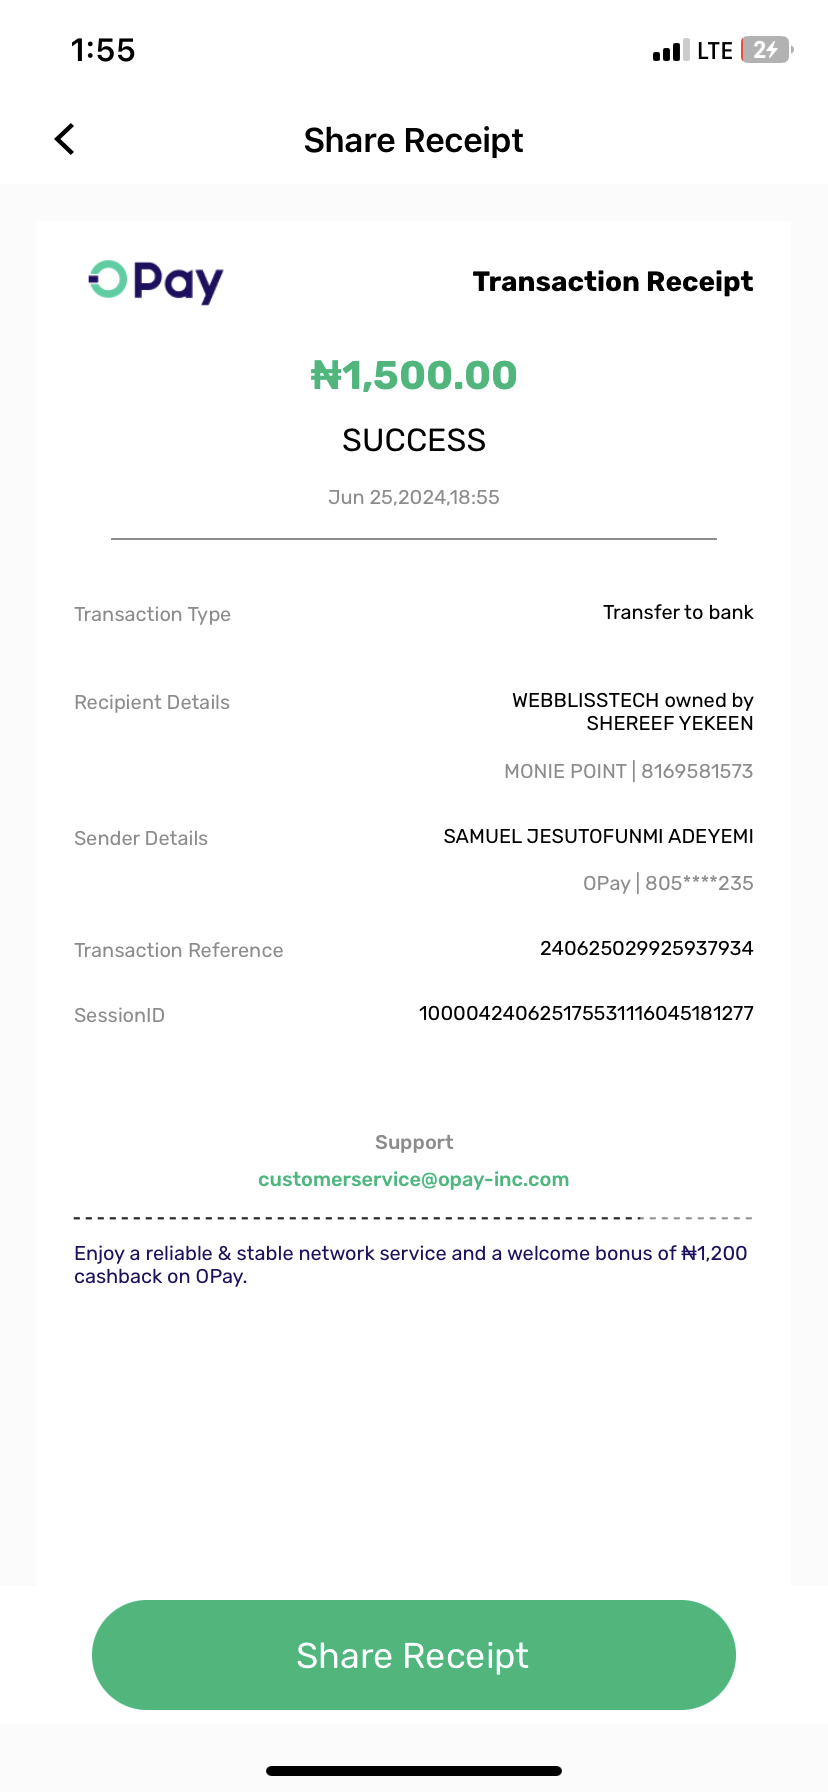 1:55
LTE 24
Share Receipt
OPay
Transaction Receipt
₦1,500.00
SUCCESS
Jun 25,2024,18:55
Transaction Type
Transfer to bank
Recipient Details
WEBBLISSTECH owned by
SHEREEF YEKEEN
MONIE POINT | 8169581573
Sender Details
SAMUEL JESUTOFUNMI ADEYEMI
OPay | 805****235
Transaction Reference
240625029925937934
SessionID
100004240625175531116045181277
Support
customerservice@opay-inc.com
Enjoy a reliable & stable network service and a welcome bonus of ₦1,200
cashback on OPay.
Share Receipt